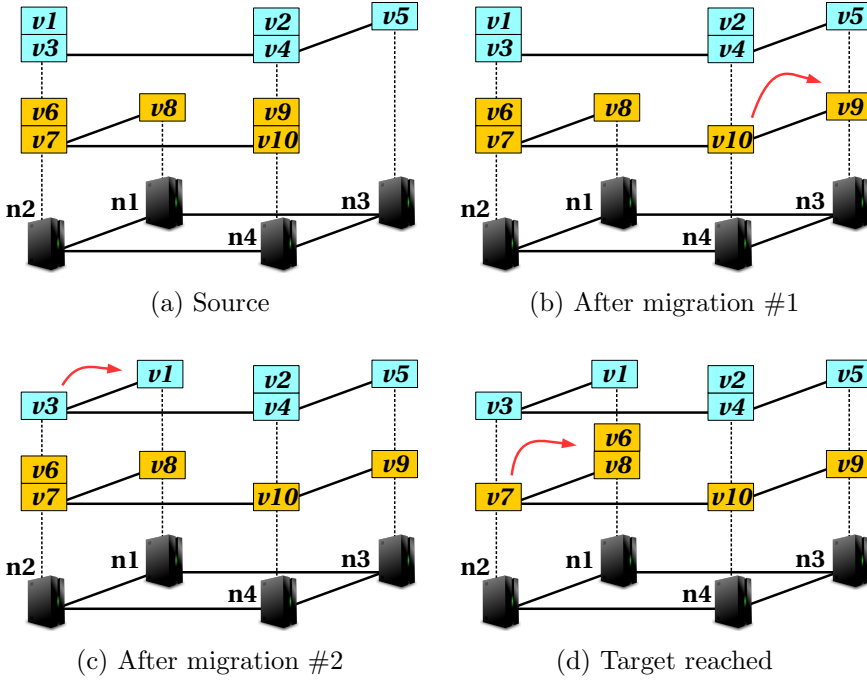 v1
v3
v2
v4
v5
v6
v7
v8
v9
v10
n2
n1
n4
n3
(a) Source
v1
v3
v2
v4
v5
v6
v7
v8
v10
v9
n2
n1
n4
n3
(b) After migration #1
v3
v1
v2
v4
v5
v6
v7
v8
v10
v9
n2
n1
n4
n3
(c) After migration #2
v3
v1
v2
v4
v5
v7
v6
v8
v10
v9
n2
n1
n4
n3
(d) Target reached